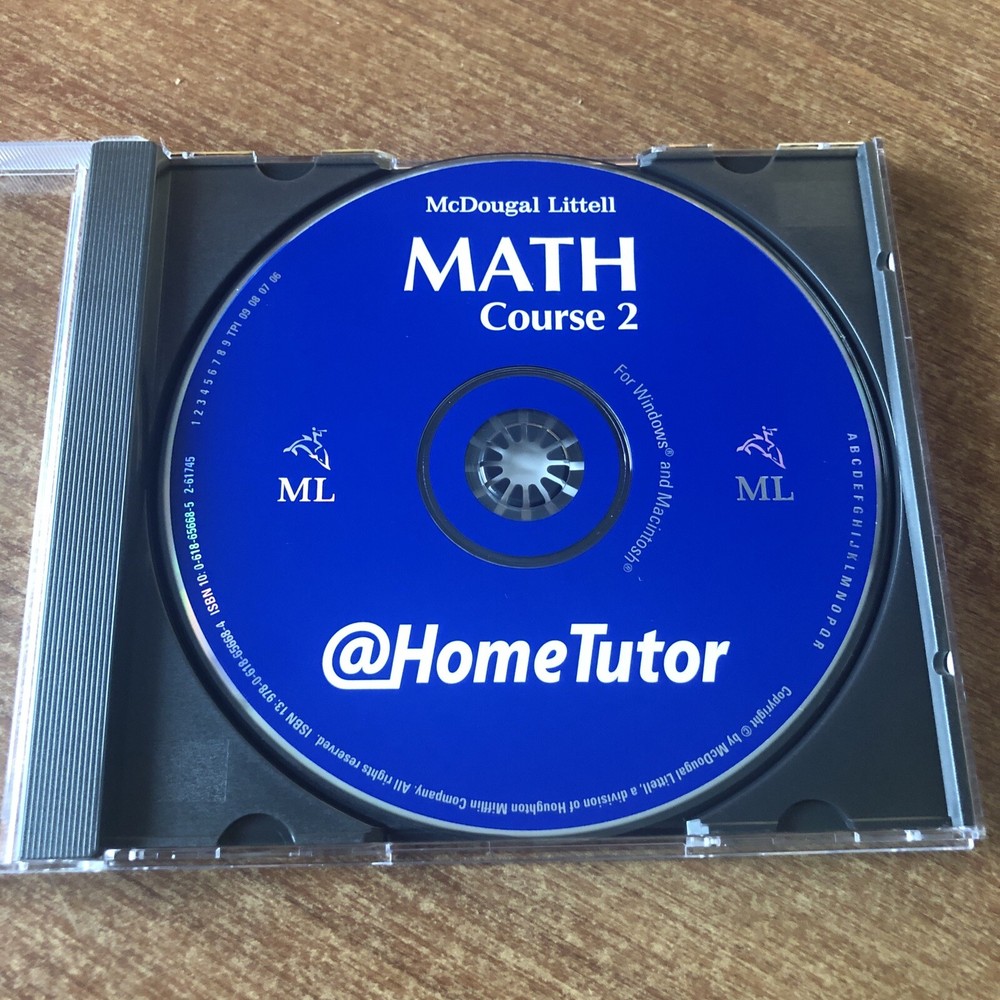 McDougal Littell
MATH
Course 2
For Windows® and Macintosh®
ML
ML
@HomeTutor
1 2 3 4 5 6 7 8 9 TPI 09 08 07 06
A B C D E F G H I J K L M N O P Q R
Copyright © by McDougal Littell, a division of Houghton Mifflin Company. All rights reserved. ISBN 13: 978-0-618-65668-4 ISBN 10: 0-618-65668-5 2-61745